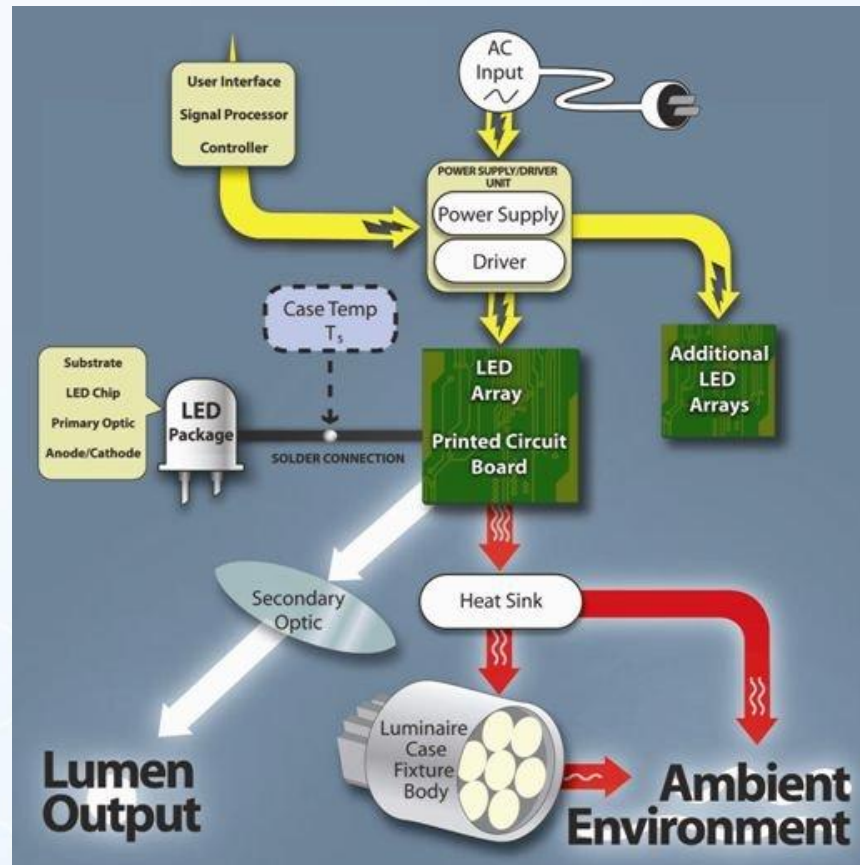 User Interface
Signal Processor
Controller
AC
Input
POWER SUPPLY/DRIVER
UNIT
Power Supply
Driver
Case Temp
Ts
Substrate
LED Chip
Primary Optic
Anode/Cathode
LED
Package
SOLDER CONNECTION
LED
Array
Printed Circuit
Board
Additional
LED
Arrays
Secondary
Optic
Heat Sink
Luminaire
Case
Fixture
Body
Lumen
Output
Ambient
Environment